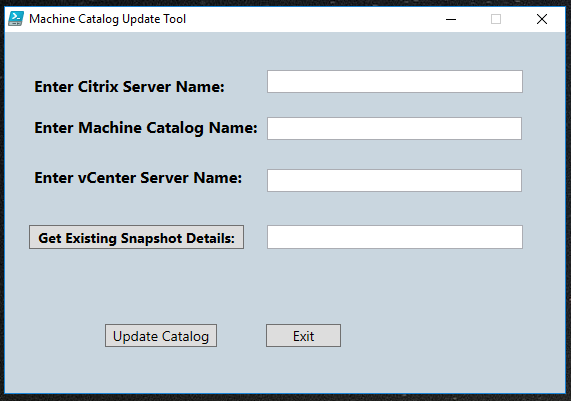 Machine Catalog Update Tool
Enter Citrix Server Name:
Enter Machine Catalog Name:
Enter vCenter Server Name:
Get Existing Snapshot Details:
Update Catalog
Exit